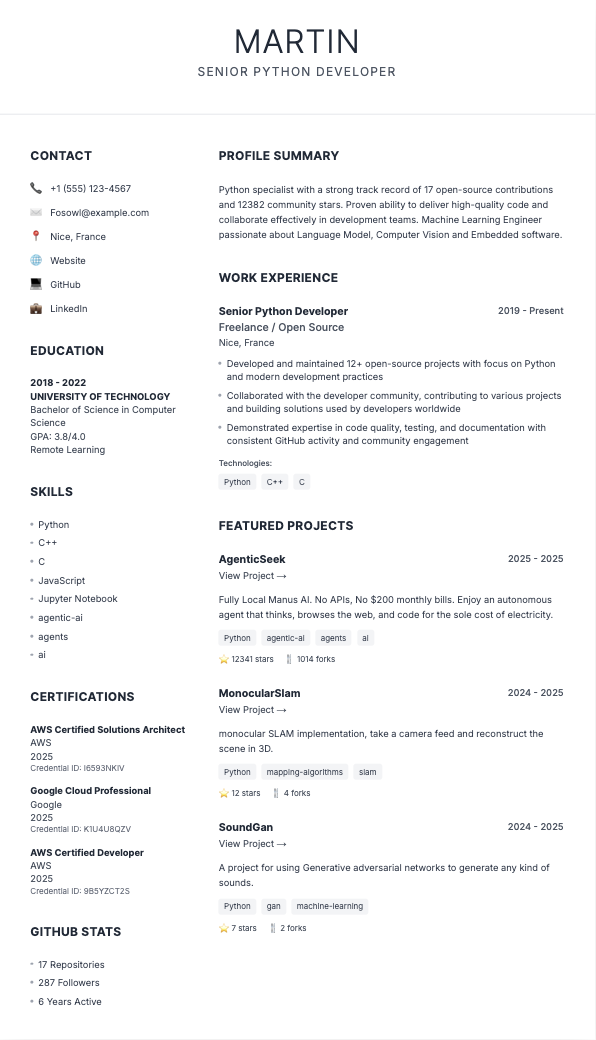 MARTIN
SENIOR PYTHON DEVELOPER
CONTACT
+1 (555) 123-4567
Fosowl@example.com
Nice, France
Website
GitHub
LinkedIn
EDUCATION
2018 - 2022
UNIVERSITY OF TECHNOLOGY
Bachelor of Science in Computer
Science
GPA: 3.8/4.0
Remote Learning
SKILLS
Python
C++
C
JavaScript
Jupyter Notebook
agentic-ai
agents
ai
CERTIFICATIONS
AWS Certified Solutions Architect
AWS
2025
Credential ID: I6593NKIV
Google Cloud Professional
Google
2025
Credential ID: K1U4U8QZV
AWS Certified Developer
AWS
2025
Credential ID: 9B5YZCT2S
GITHUB STATS
17 Repositories
287 Followers
6 Years Active
PROFILE SUMMARY
Python specialist with a strong track record of 17 open-source contributions
and 12382 community stars. Proven ability to deliver high-quality code and
collaborate effectively in development teams. Machine Learning Engineer
passionate about Language Model, Computer Vision and Embedded software.
WORK EXPERIENCE
Senior Python Developer 2019 - Present
Freelance / Open Source
Nice, France
Developed and maintained 12+ open-source projects with focus on Python
and modern development practices
Collaborated with the developer community, contributing to various projects
and building solutions used by developers worldwide
Demonstrated expertise in code quality, testing, and documentation with
consistent GitHub activity and community engagement
Technologies:
Python C++ C
FEATURED PROJECTS
AgenticSeek 2025 - 2025
View Project →
Fully Local Manus AI. No APIs, No $200 monthly bills. Enjoy an autonomous
agent that thinks, browses the web, and code for the sole cost of electricity.
Python agentic-ai agents ai
12341 stars 1014 forks
MonocularSlam 2024 - 2025
View Project →
monocular SLAM implementation, take a camera feed and reconstruct the
scene in 3D.
Python mapping-algorithms slam
12 stars 4 forks
SoundGan 2024 - 2025
View Project →
A project for using Generative adversarial networks to generate any kind of
sounds.
Python gan machine-learning
7 stars 2 forks